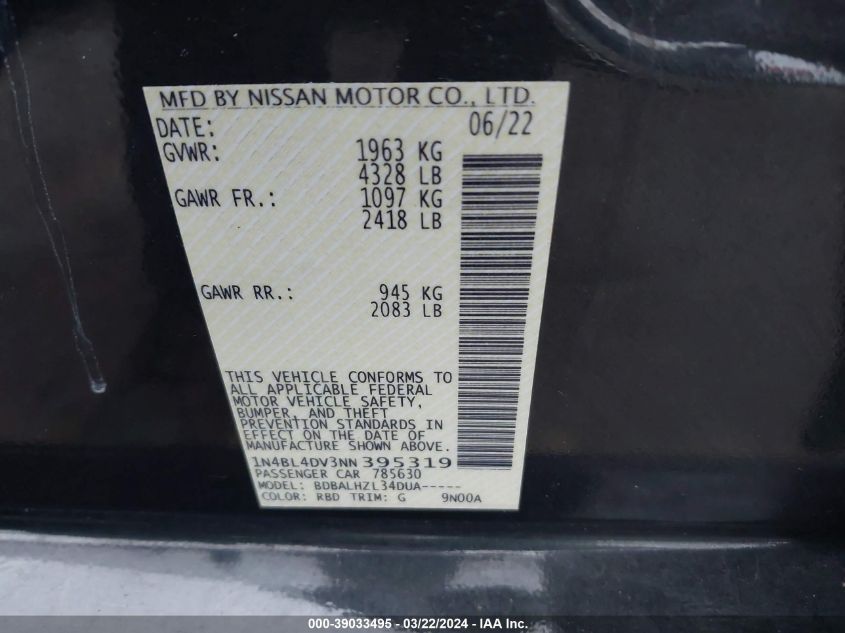 MFD BY NISSAN MOTOR CO., LTD.
DATE: 06/22
GVWR: 1963 KG
4328 LB
GAWR FR.: 1097 KG
2418 LB
GAWR RR.: 945 KG
2083 LB
THIS VEHICLE CONFORMS TO
ALL APPLICABLE FEDERAL
MOTOR VEHICLE SAFETY,
BUMPER, AND THEFT
PREVENTION STANDARDS IN
EFFECT ON THE DATE OF
MANUFACTURE SHOWN ABOVE.
1N4BL4DV3NN395319
PASSENGER CAR 785630
MODEL: BDBALHZL34DUA-----
COLOR: RBD TRIM: G 9N00A
000-39033495 - 03/22/2024 - IAA Inc.